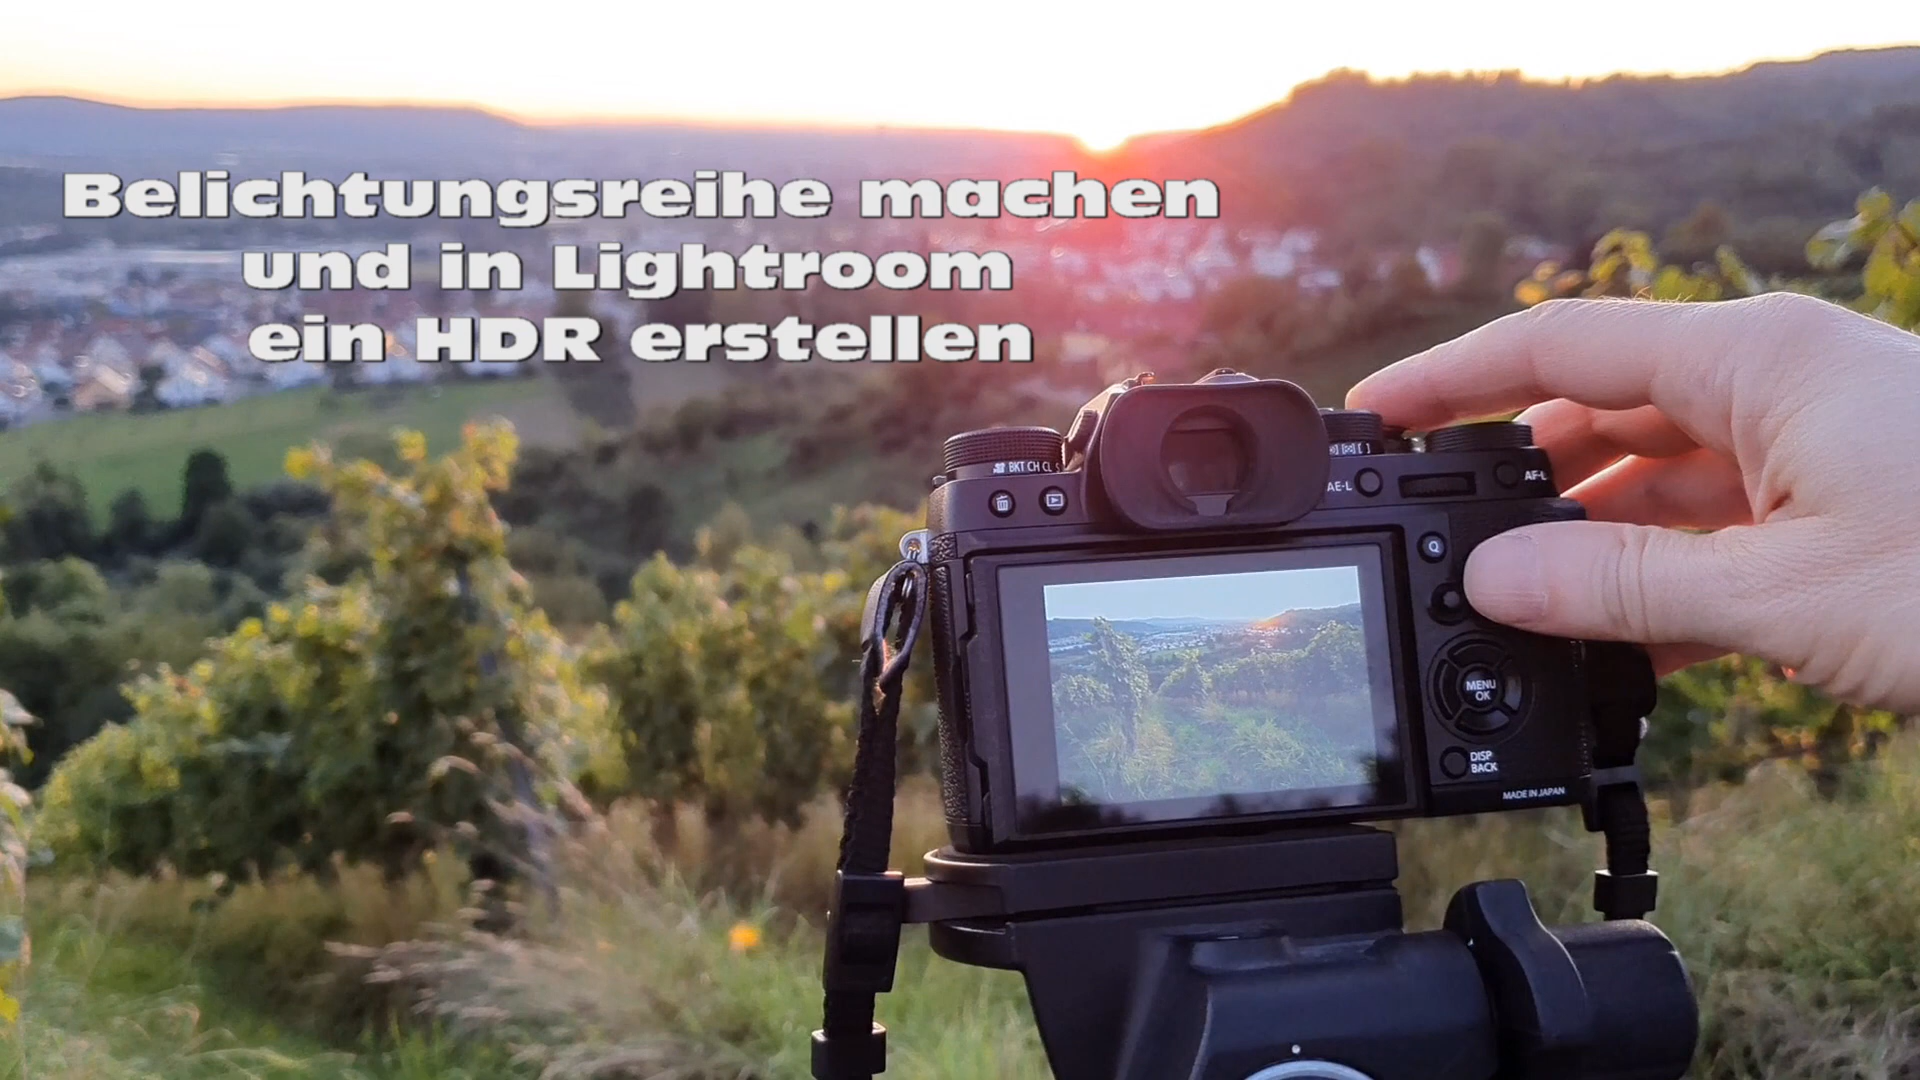 Belichtungsreihe machen
und in Lightroom
ein HDR erstellen
BKT CH CL
AE-L
AF-L
Q
MENU
OK
DISP
BACK
MADE IN JAPAN